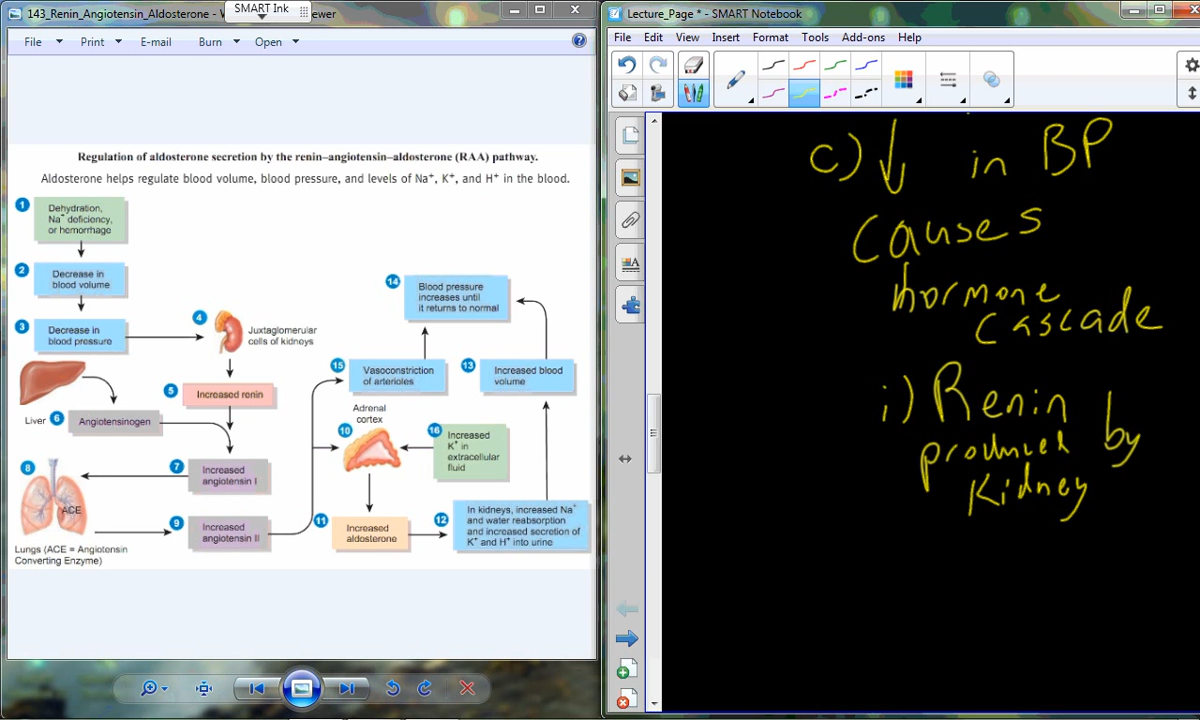 143_Renin_Angiotensin_Aldosterone - W
SMART Ink
ewer
File Print E-mail Burn Open
Regulation of aldosterone secretion by the renin–angiotensin–aldosterone (RAA) pathway.
Aldosterone helps regulate blood volume, blood pressure, and levels of Na⁺, K⁺, and H⁺ in the blood.
1
Dehydration,
Na⁺ deficiency,
or hemorrhage
2
Decrease in
blood volume
3
Decrease in
blood pressure
4
Juxtaglomerular
cells of kidneys
5
Increased renin
Liver
6
Angiotensinogen
7
Increased
angiotensin I
8
ACE
Lungs (ACE = Angiotensin
Converting Enzyme)
9
Increased
angiotensin II
Adrenal
cortex
10
11
Increased
aldosterone
12
In kidneys, increased Na⁺
and water reabsorption
and increased secretion of
K⁺ and H⁺ into urine
13
Increased blood
volume
14
Blood pressure
increases until
it returns to normal
15
Vasoconstriction
of arterioles
16
Increased
K⁺ in
extracellular
fluid
Lecture_Page * - SMART Notebook
File Edit View Insert Format Tools Add-ons Help
c) ↓ in BP
causes
hormone
cascade
i) Renin
produced by
Kidney